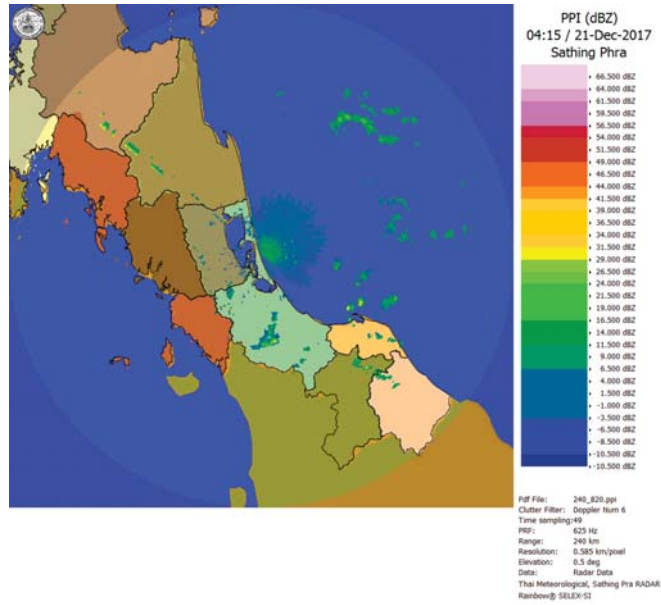 PPI (dBZ)
04:15 / 21-Dec-2017
Sathing Phra
66.500 dBZ
64.000 dBZ
61.500 dBZ
59.500 dBZ
56.500 dBZ
54.000 dBZ
51.500 dBZ
49.000 dBZ
46.500 dBZ
44.000 dBZ
41.500 dBZ
39.000 dBZ
36.500 dBZ
34.000 dBZ
31.500 dBZ
29.000 dBZ
26.500 dBZ
24.000 dBZ
21.500 dBZ
19.000 dBZ
16.500 dBZ
14.000 dBZ
11.500 dBZ
9.000 dBZ
6.500 dBZ
4.000 dBZ
1.500 dBZ
-1.000 dBZ
-3.500 dBZ
-6.500 dBZ
-8.500 dBZ
-10.500 dBZ
-10.500 dBZ
Pdf File: 240_820.ppi
Clutter Filter: Doppler Num 6
Time sampling:49
PRF: 625 Hz
Range: 240 km
Resolution: 0.585 km/pixel
Elevation: 0.5 deg
Data: Radar Data
Thai Meteorological, Sathing Pra RADAR
Rainbow® SELEX-SI